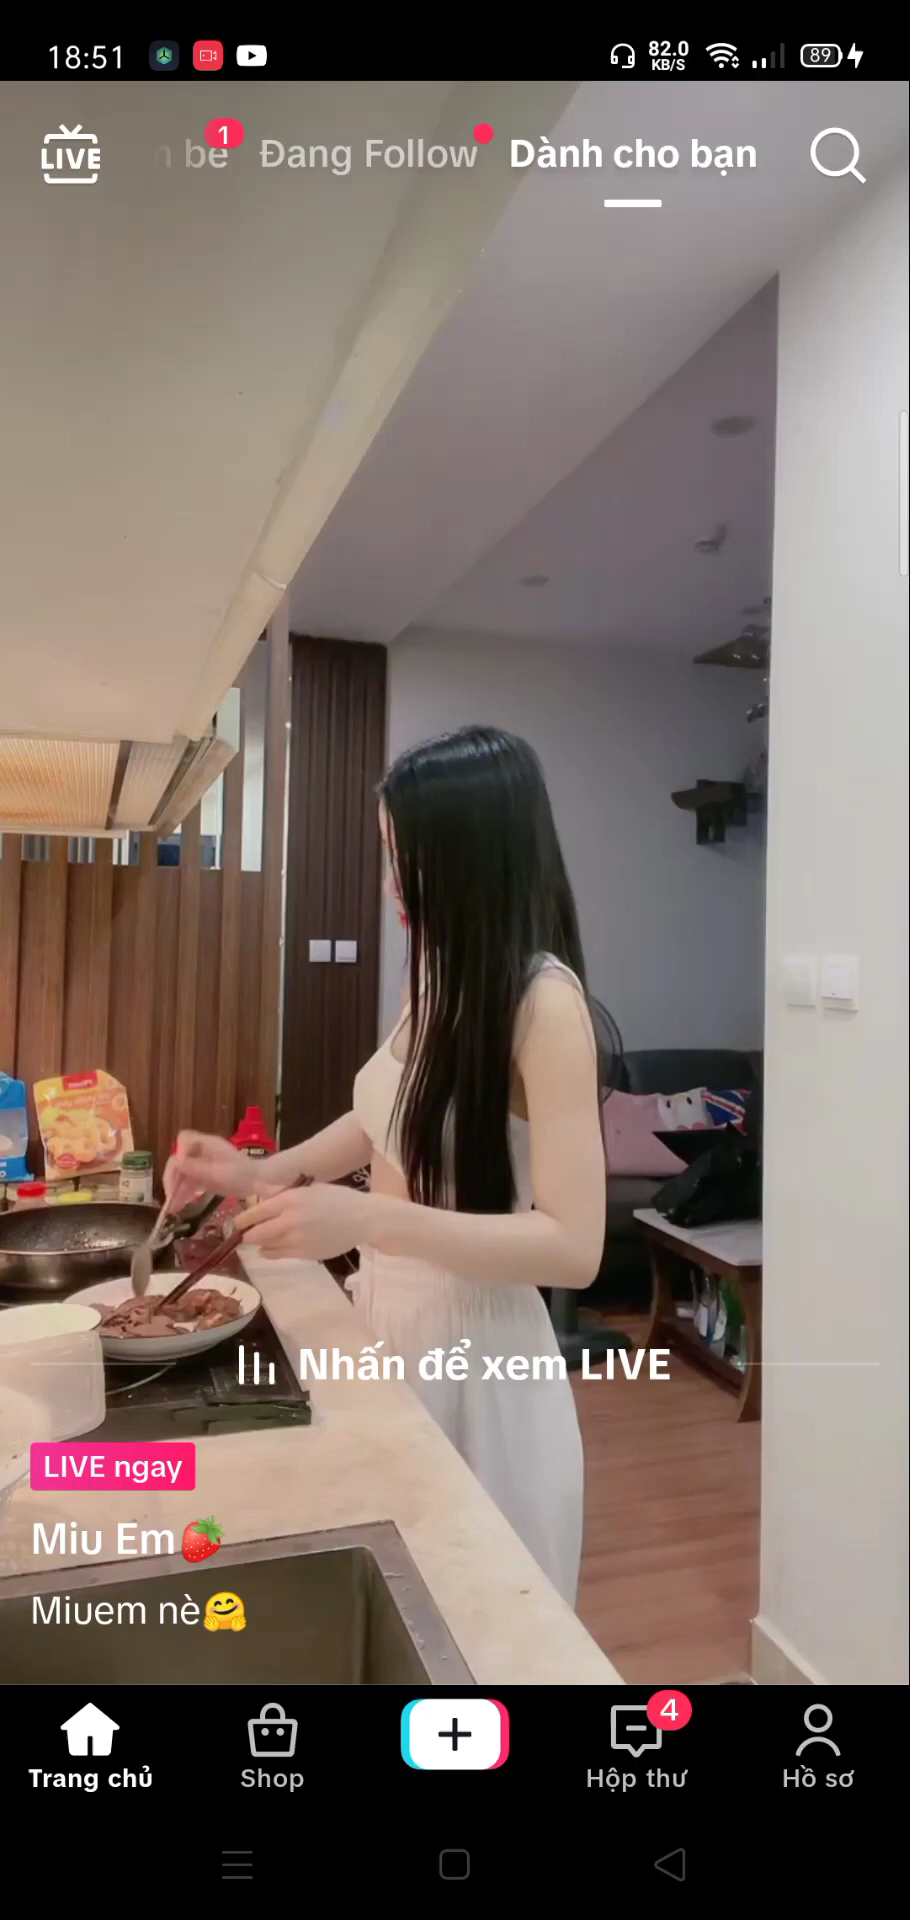 18:51
82.0
KB/S
89
LIVE
1
n bè
Đang Follow
Dành cho bạn
Nhấn để xem LIVE
LIVE ngay
Miu Em🍓
Miuem nè🤗
Trang chủ
Shop
4
Hộp thư
Hồ sơ